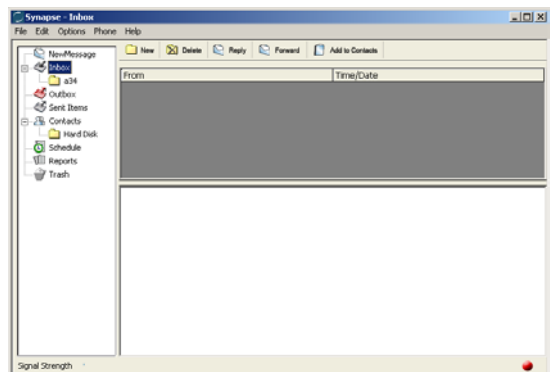 Synapse - Inbox
File Edit Options Phone Help
New Delete Reply Forward Add to Contacts
NewMessage
Inbox
a34
Outbox
Sent Items
Contacts
Hard Disk
Schedule
Reports
Trash
From Time/Date
Signal Strength